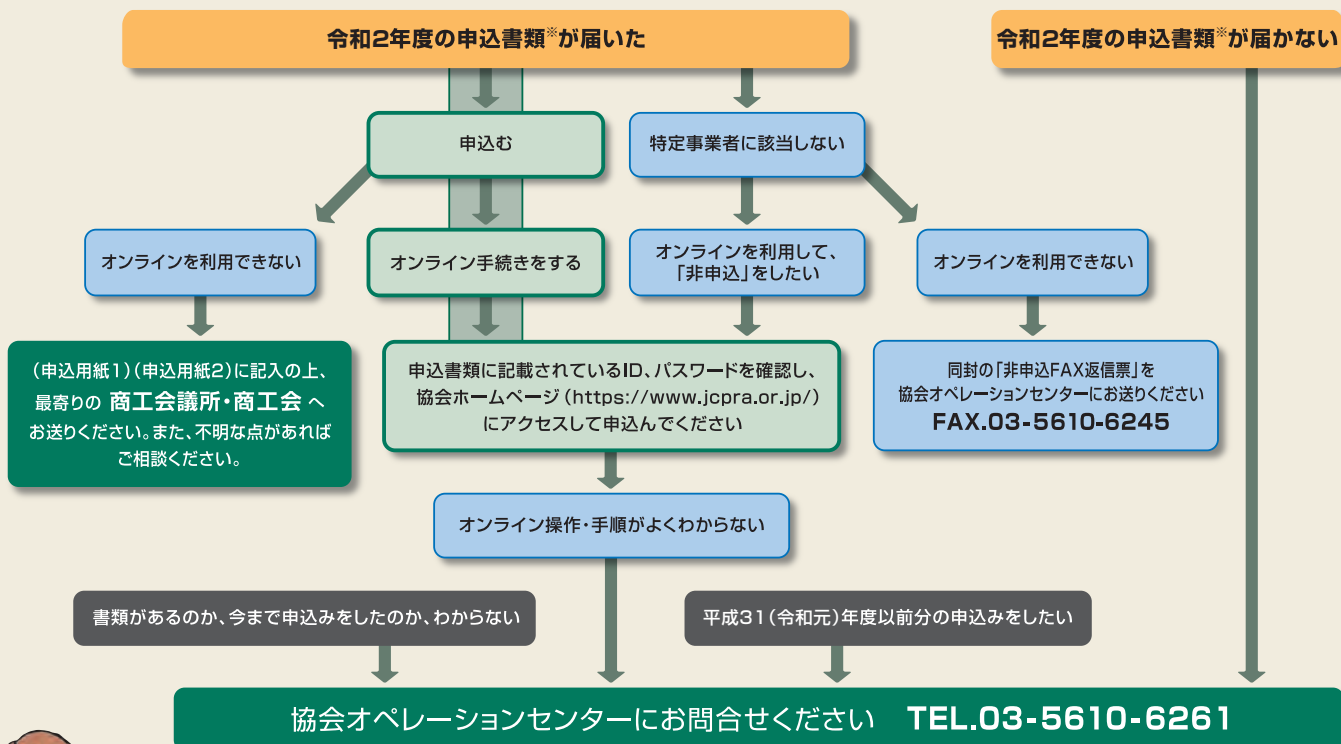 令和2年度の申込書類※が届いた
令和2年度の申込書類※が届かない
申込む
特定事業者に該当しない
オンラインを利用できない
オンライン手続きをする
オンラインを利用して、
「非申込」をしたい
オンラインを利用できない
(申込用紙1)(申込用紙2)に記入の上、
最寄りの 商工会議所・商工会 へ
お送りください。また、不明な点があれば
ご相談ください。
申込書類に記載されているID、パスワードを確認し、
協会ホームページ(https://www.jcpra.or.jp/)
にアクセスして申込んでください
同封の「非申込FAX返信票」を
協会オペレーションセンターにお送りください
FAX.03-5610-6245
オンライン操作・手順がよくわからない
書類があるのか、今まで申込みをしたのか、わからない
平成31(令和元)年度以前分の申込みをしたい
協会オペレーションセンターにお問合せください TEL.03-5610-6261